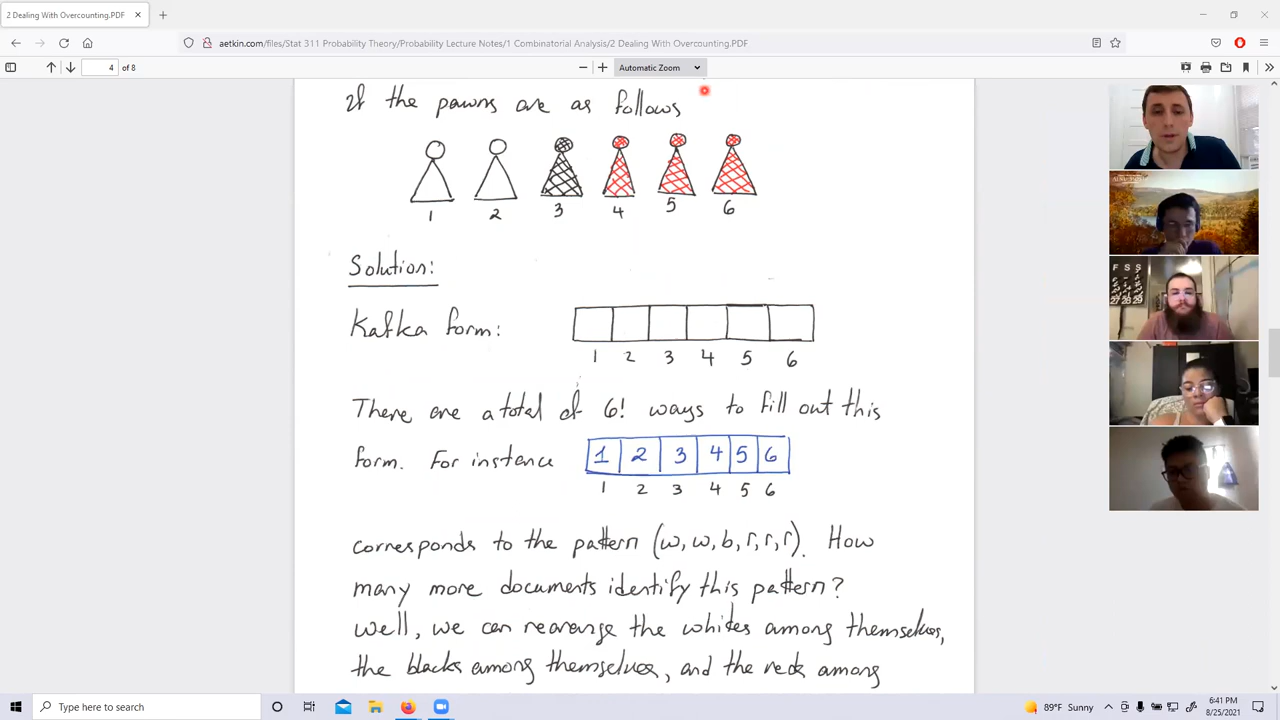 2 Dealing With Overcounting.PDF
aetkin.com/files/Stat 311 Probability Theory/Probability Lecture Notes/1 Combinatorial Analysis/2 Dealing With Overcounting.PDF
4 of 8
Automatic Zoom
If the pawns are as follows
1 2 3 4 5 6
Solution:
Kafka form:
1 2 3 4 5 6
There are a total of 6! ways to fill out this
form. For instance 1 2 3 4 5 6
1 2 3 4 5 6
corresponds to the pattern (w, w, b, r, r, r). How
many more documents identify this pattern?
Well, we can rearrange the whites among themselves,
the blacks among themselves, and the reds among
F S S
27 28 29
Type here to search
89°F Sunny
6:41 PM
8/25/2021